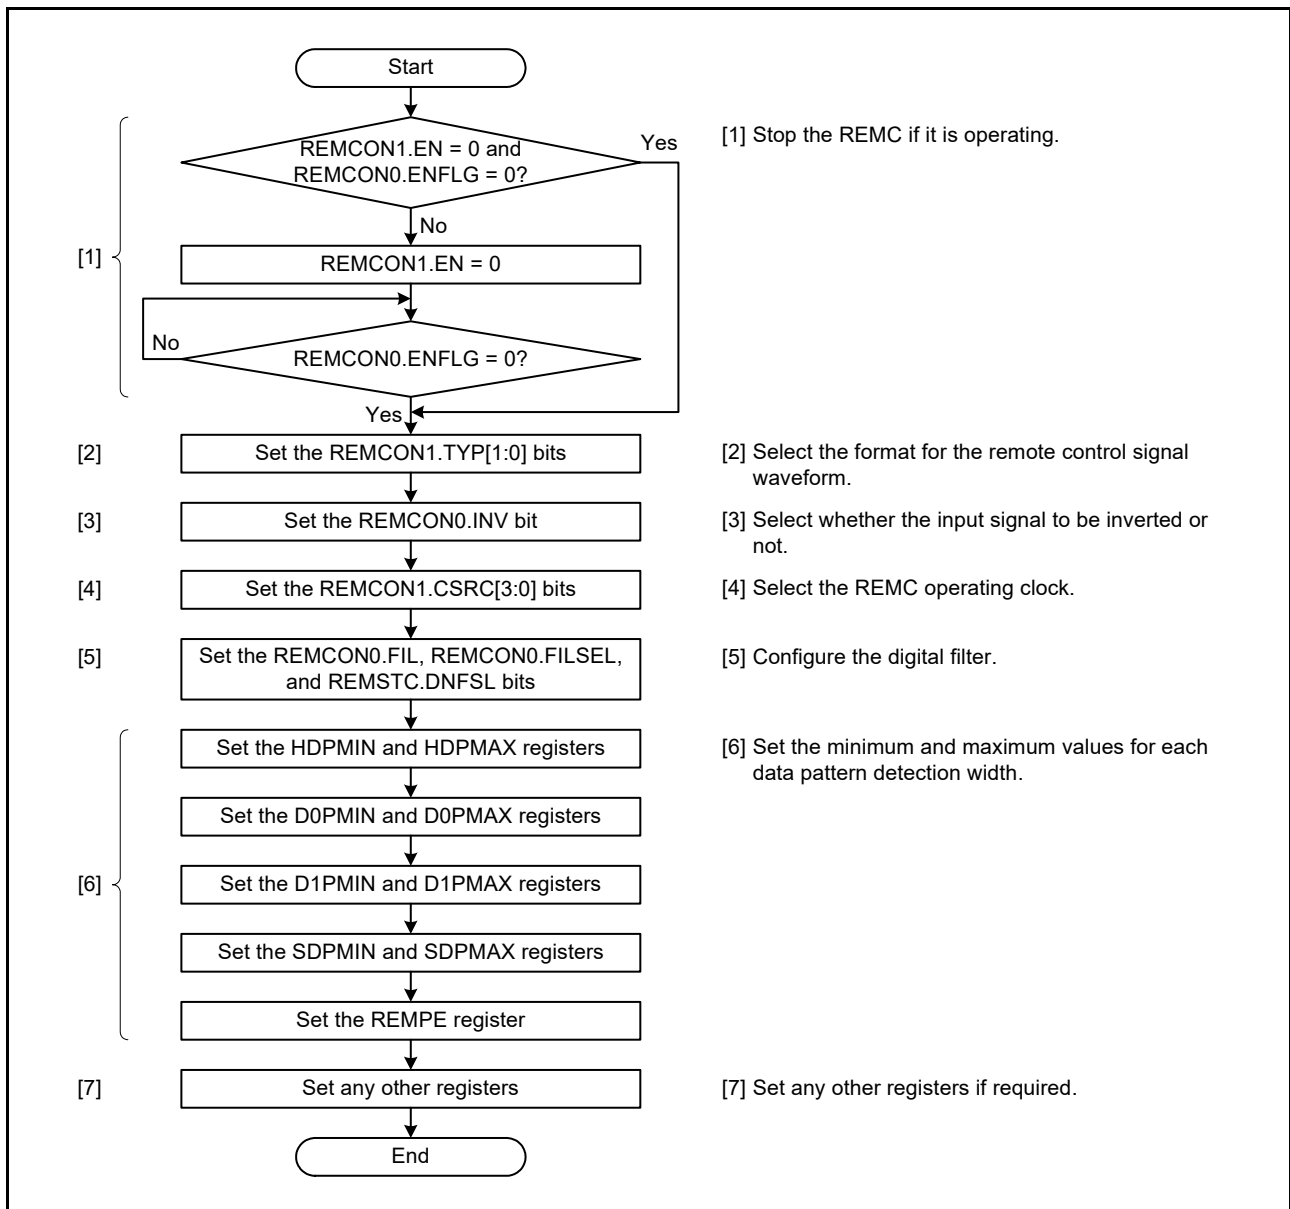 Start
REMCON1.EN = 0 and
REMCON0.ENFLG = 0?
Yes
[1] Stop the REMC if it is operating.
No
[1]
REMCON1.EN = 0
No
REMCON0.ENFLG = 0?
Yes
[2]
Set the REMCON1.TYP[1:0] bits
[2] Select the format for the remote control signal
waveform.
[3]
Set the REMCON0.INV bit
[3] Select whether the input signal to be inverted or
not.
[4]
Set the REMCON1.CSRC[3:0] bits
[4] Select the REMC operating clock.
[5]
Set the REMCON0.FIL, REMCON0.FILSEL,
and REMSTC.DNFSL bits
[5] Configure the digital filter.
Set the HDPMIN and HDPMAX registers
[6] Set the minimum and maximum values for each
data pattern detection width.
Set the D0PMIN and D0PMAX registers
[6]
Set the D1PMIN and D1PMAX registers
Set the SDPMIN and SDPMAX registers
Set the REMPE register
[7]
Set any other registers
[7] Set any other registers if required.
End